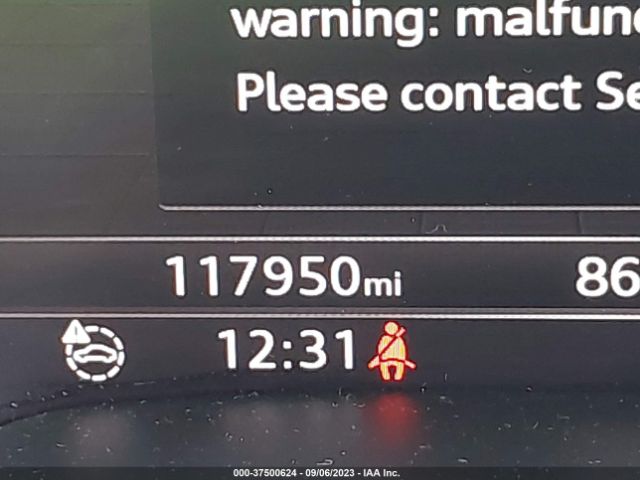 warning: malfunc
Please contact Se
117950mi 86
12:31
000-37500624 - 09/06/2023 - IAA Inc.